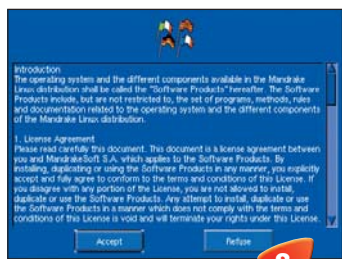 Introduction
The operating system and the different components available in the Mandrake
Linux distribution shall be called the "Software Products" hereafter. The Software
Products include, but are not restricted to, the set of programs, methods, rules
and documentation related to the operating system and the different components
of the Mandrake Linux distribution.
1. License Agreement
Please read carefully this document. This document is a license agreement between
you and MandrakeSoft S.A. which applies to the Software Products. By
installing, duplicating or using the Software Products in any manner, you explicitly
accept and fully agree to conform to the terms and conditions of this License. If
you disagree with any portion of the License, you are not allowed to install,
duplicate or use the Software Products. Any attempt to install, duplicate or use
the Software Products in a manner which does not comply with the terms and
conditions of this License is void and will terminate your rights under this License.
Accept Refuse